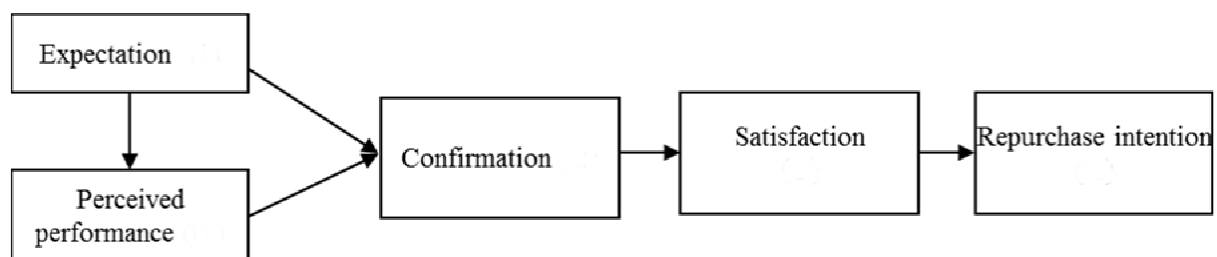 Expectation
Perceived
performance
Confirmation
Satisfaction
Repurchase intention